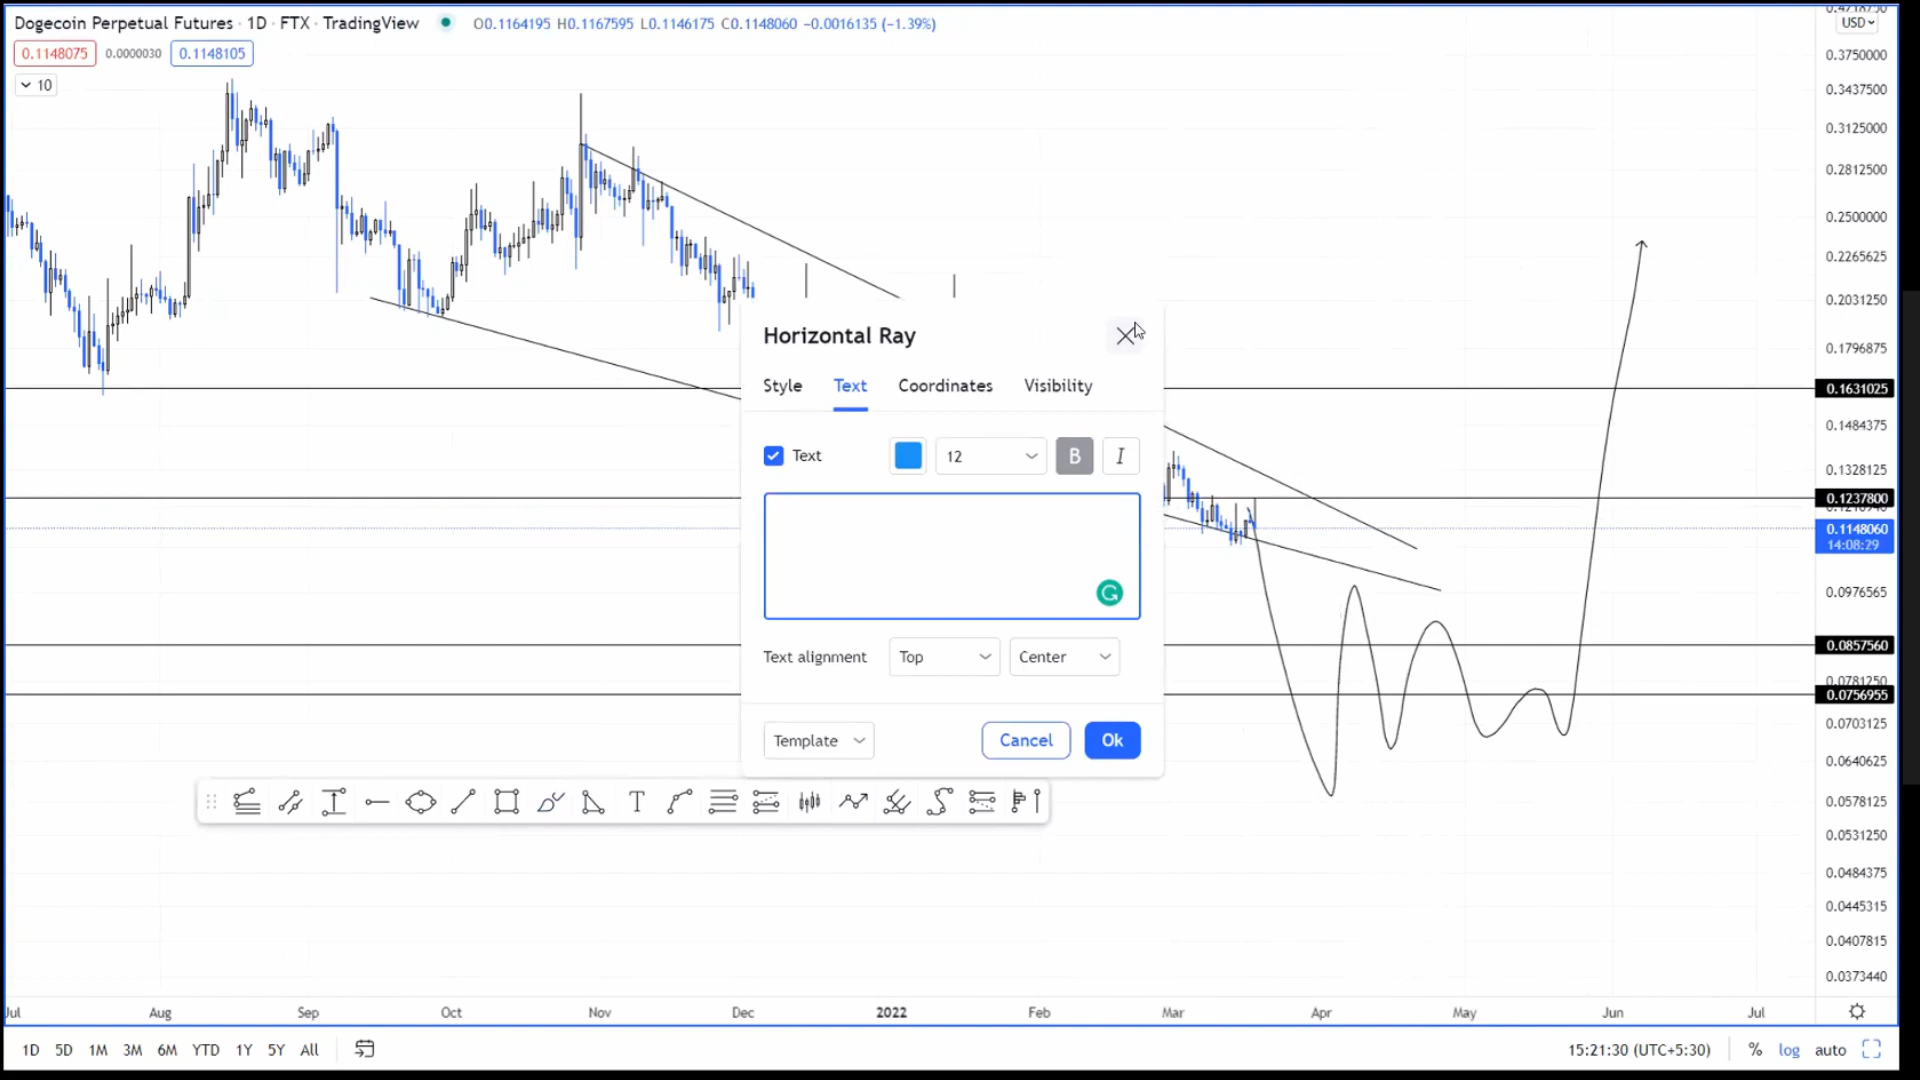 Dogecoin Perpetual Futures · 1D · FTX · TradingView O0.1164195 H0.1167595 L0.1146175 C0.1148060 −0.0016135 (−1.39%)
USD
0.1148075 0.0000030 0.1148105
10
0.3750000
0.3437500
0.3125000
0.2812500
0.2500000
0.2265625
0.2031250
0.1796875
0.1631025
0.1484375
0.1328125
0.1237800
0.1148060
14:08:29
0.0976565
0.0857560
0.0781250
0.0756955
0.0703125
0.0640625
0.0578125
0.0531250
0.0484375
0.0445315
0.0407815
0.0373440
Horizontal Ray
Style Text Coordinates Visibility
Text 12 B I
Text alignment Top Center
Template Cancel Ok
Jul Aug Sep Oct Nov Dec 2022 Feb Mar Apr May Jun Jul
1D 5D 1M 3M 6M YTD 1Y 5Y All 15:21:30 (UTC+5:30) % log auto